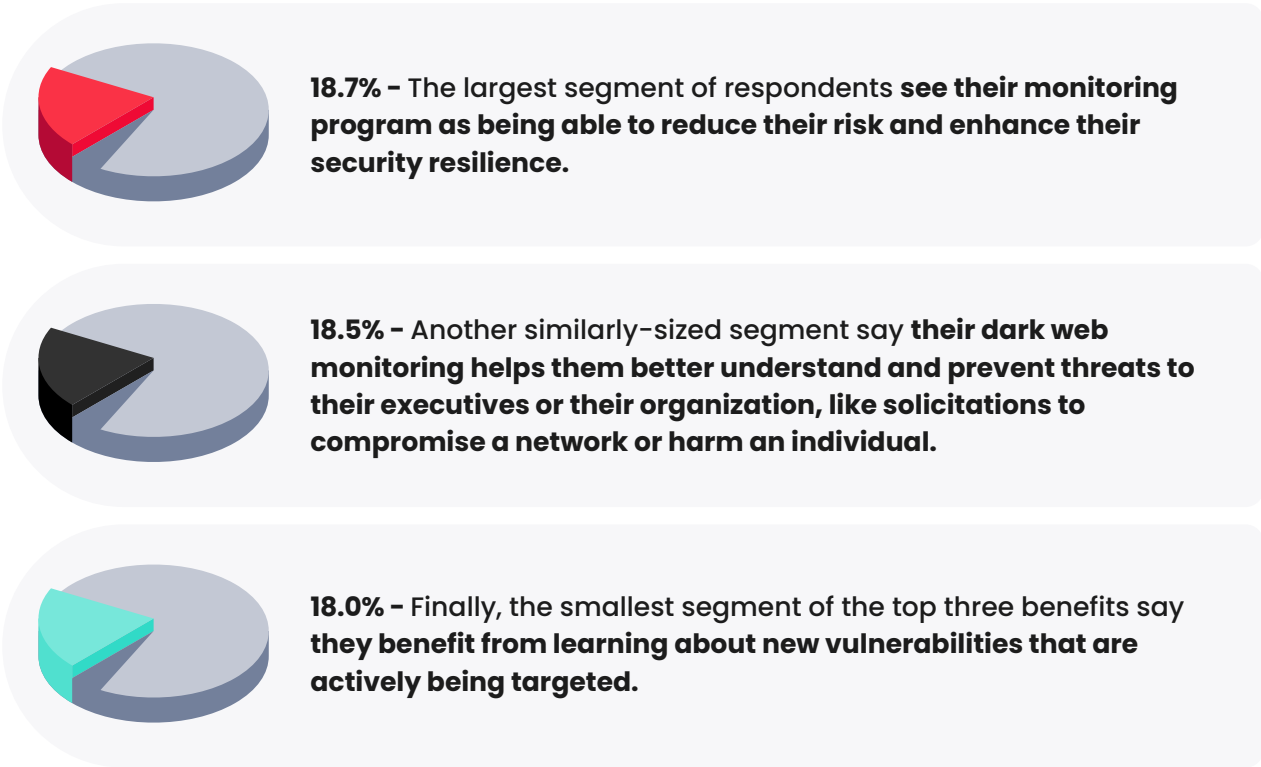 18.7% – The largest segment of respondents see their monitoring
program as being able to reduce their risk and enhance their
security resilience.
18.5% – Another similarly-sized segment say their dark web
monitoring helps them better understand and prevent threats to
their executives or their organization, like solicitations to
compromise a network or harm an individual.
18.0% – Finally, the smallest segment of the top three benefits say
they benefit from learning about new vulnerabilities that are
actively being targeted.